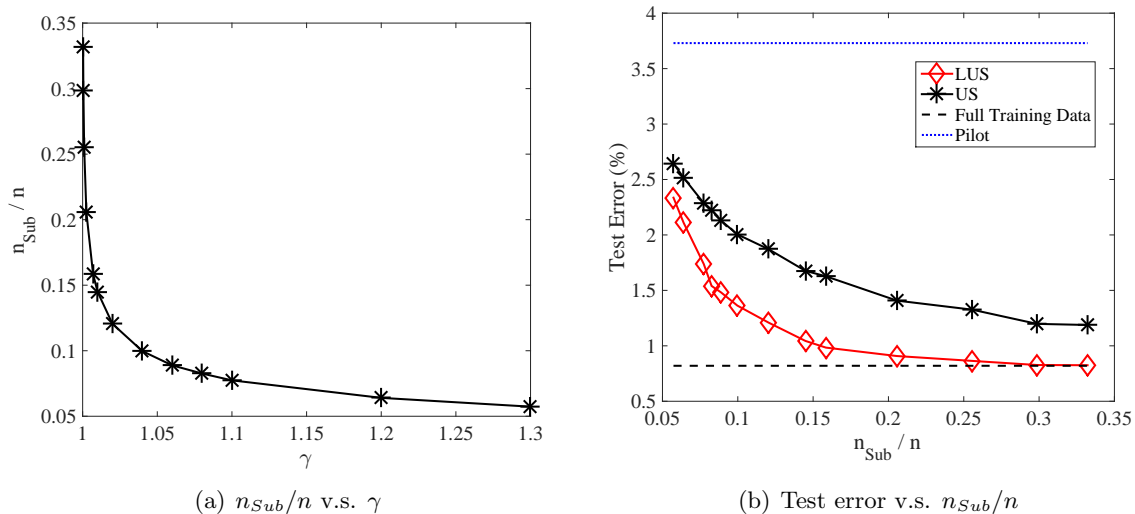 0.35
0.3
0.25
0.2
0.15
0.1
0.05
n_Sub / n
1 1.05 1.1 1.15 1.2 1.25 1.3
γ
(a) n_Sub/n v.s. γ
4
3.5
3
2.5
2
1.5
1
0.5
Test Error (%)
LUS
US
Full Training Data
Pilot
0.05 0.1 0.15 0.2 0.25 0.3 0.35
n_Sub / n
(b) Test error v.s. n_Sub/n